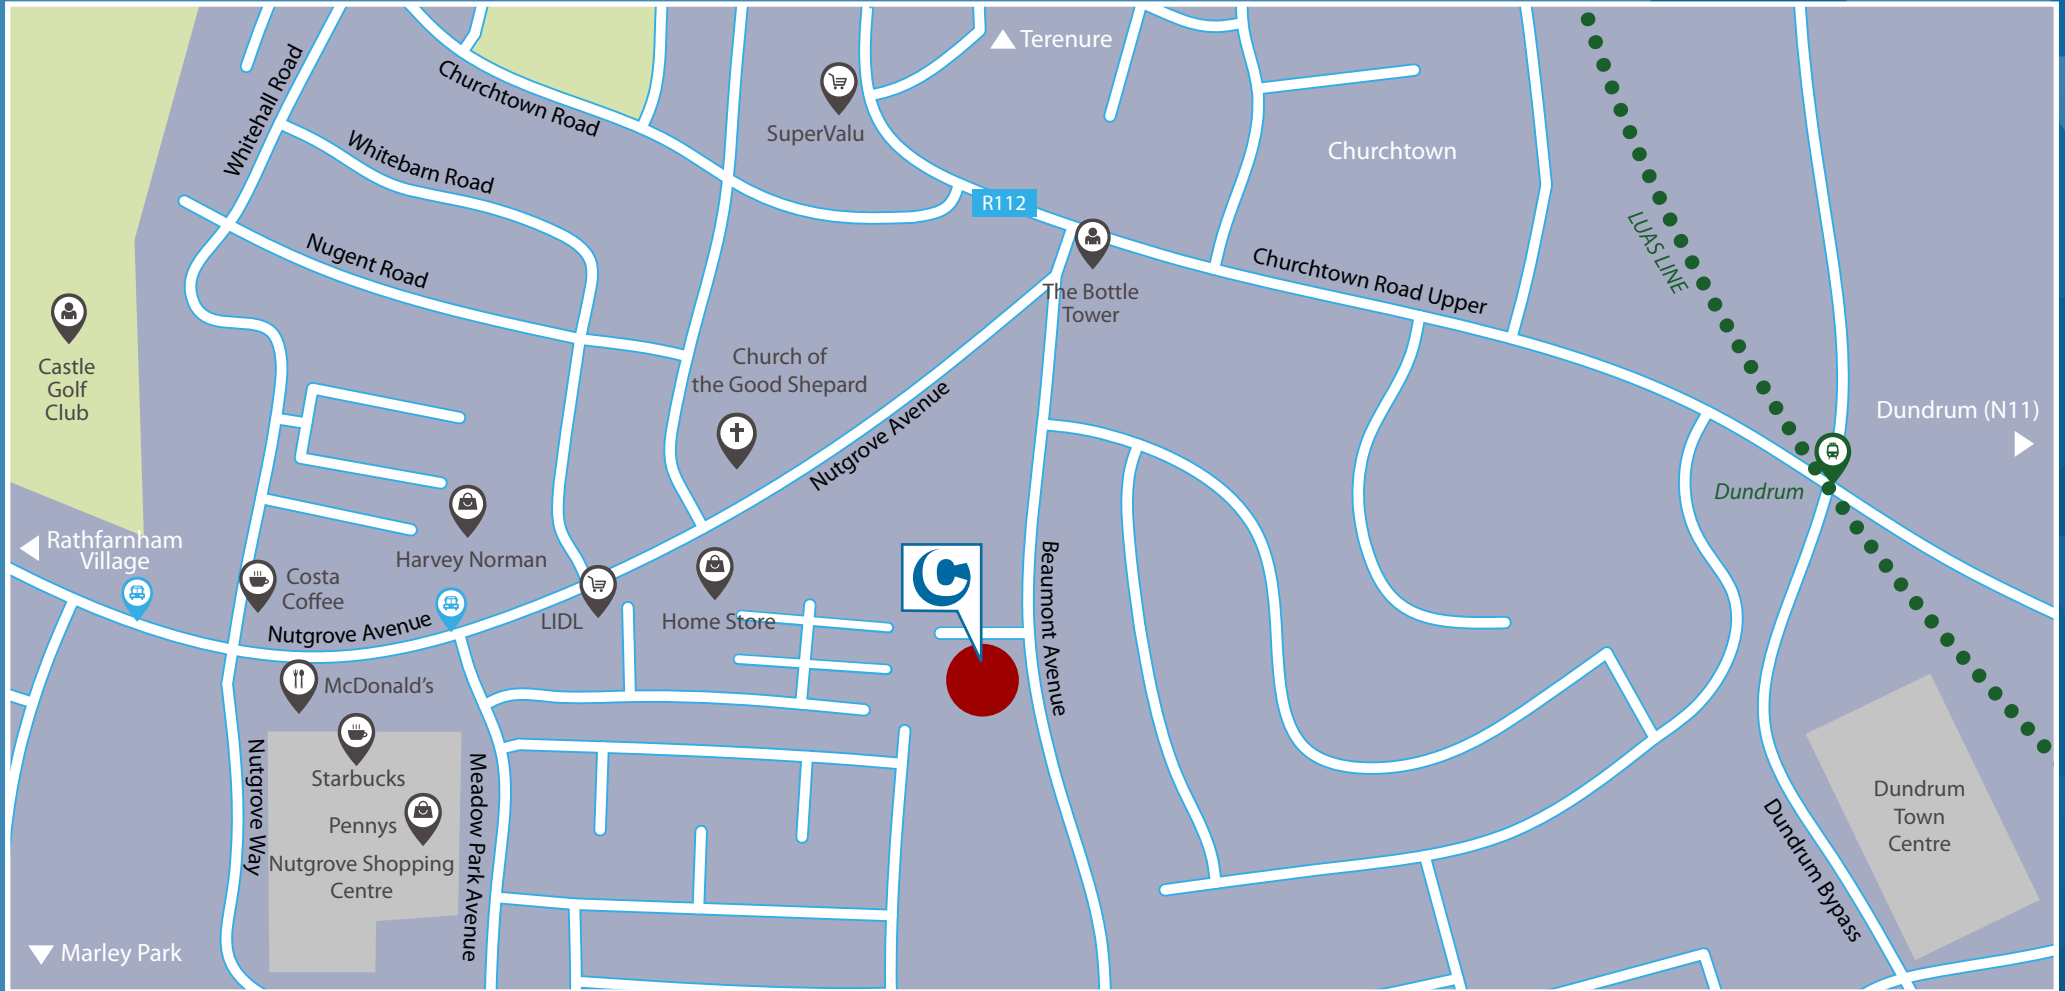 Terenure
Whitehall Road
Churchtown Road
SuperValu
Churchtown
Whitebarn Road
R112
LUAS LINE
Nugent Road
Churchtown Road Upper
The Bottle
Tower
Castle
Golf
Club
Church of
the Good Shepard
Nutgrove Avenue
Dundrum (N11)
Dundrum
Rathfarnham
Village
Harvey Norman
Costa
Coffee
Nutgrove Avenue
LIDL
Home Store
C
Beaumont Avenue
McDonald's
Starbucks
Pennys
Nutgrove Shopping
Centre
Nutgrove Way
Meadow Park Avenue
Dundrum
Town
Centre
Dundrum Bypass
Marley Park